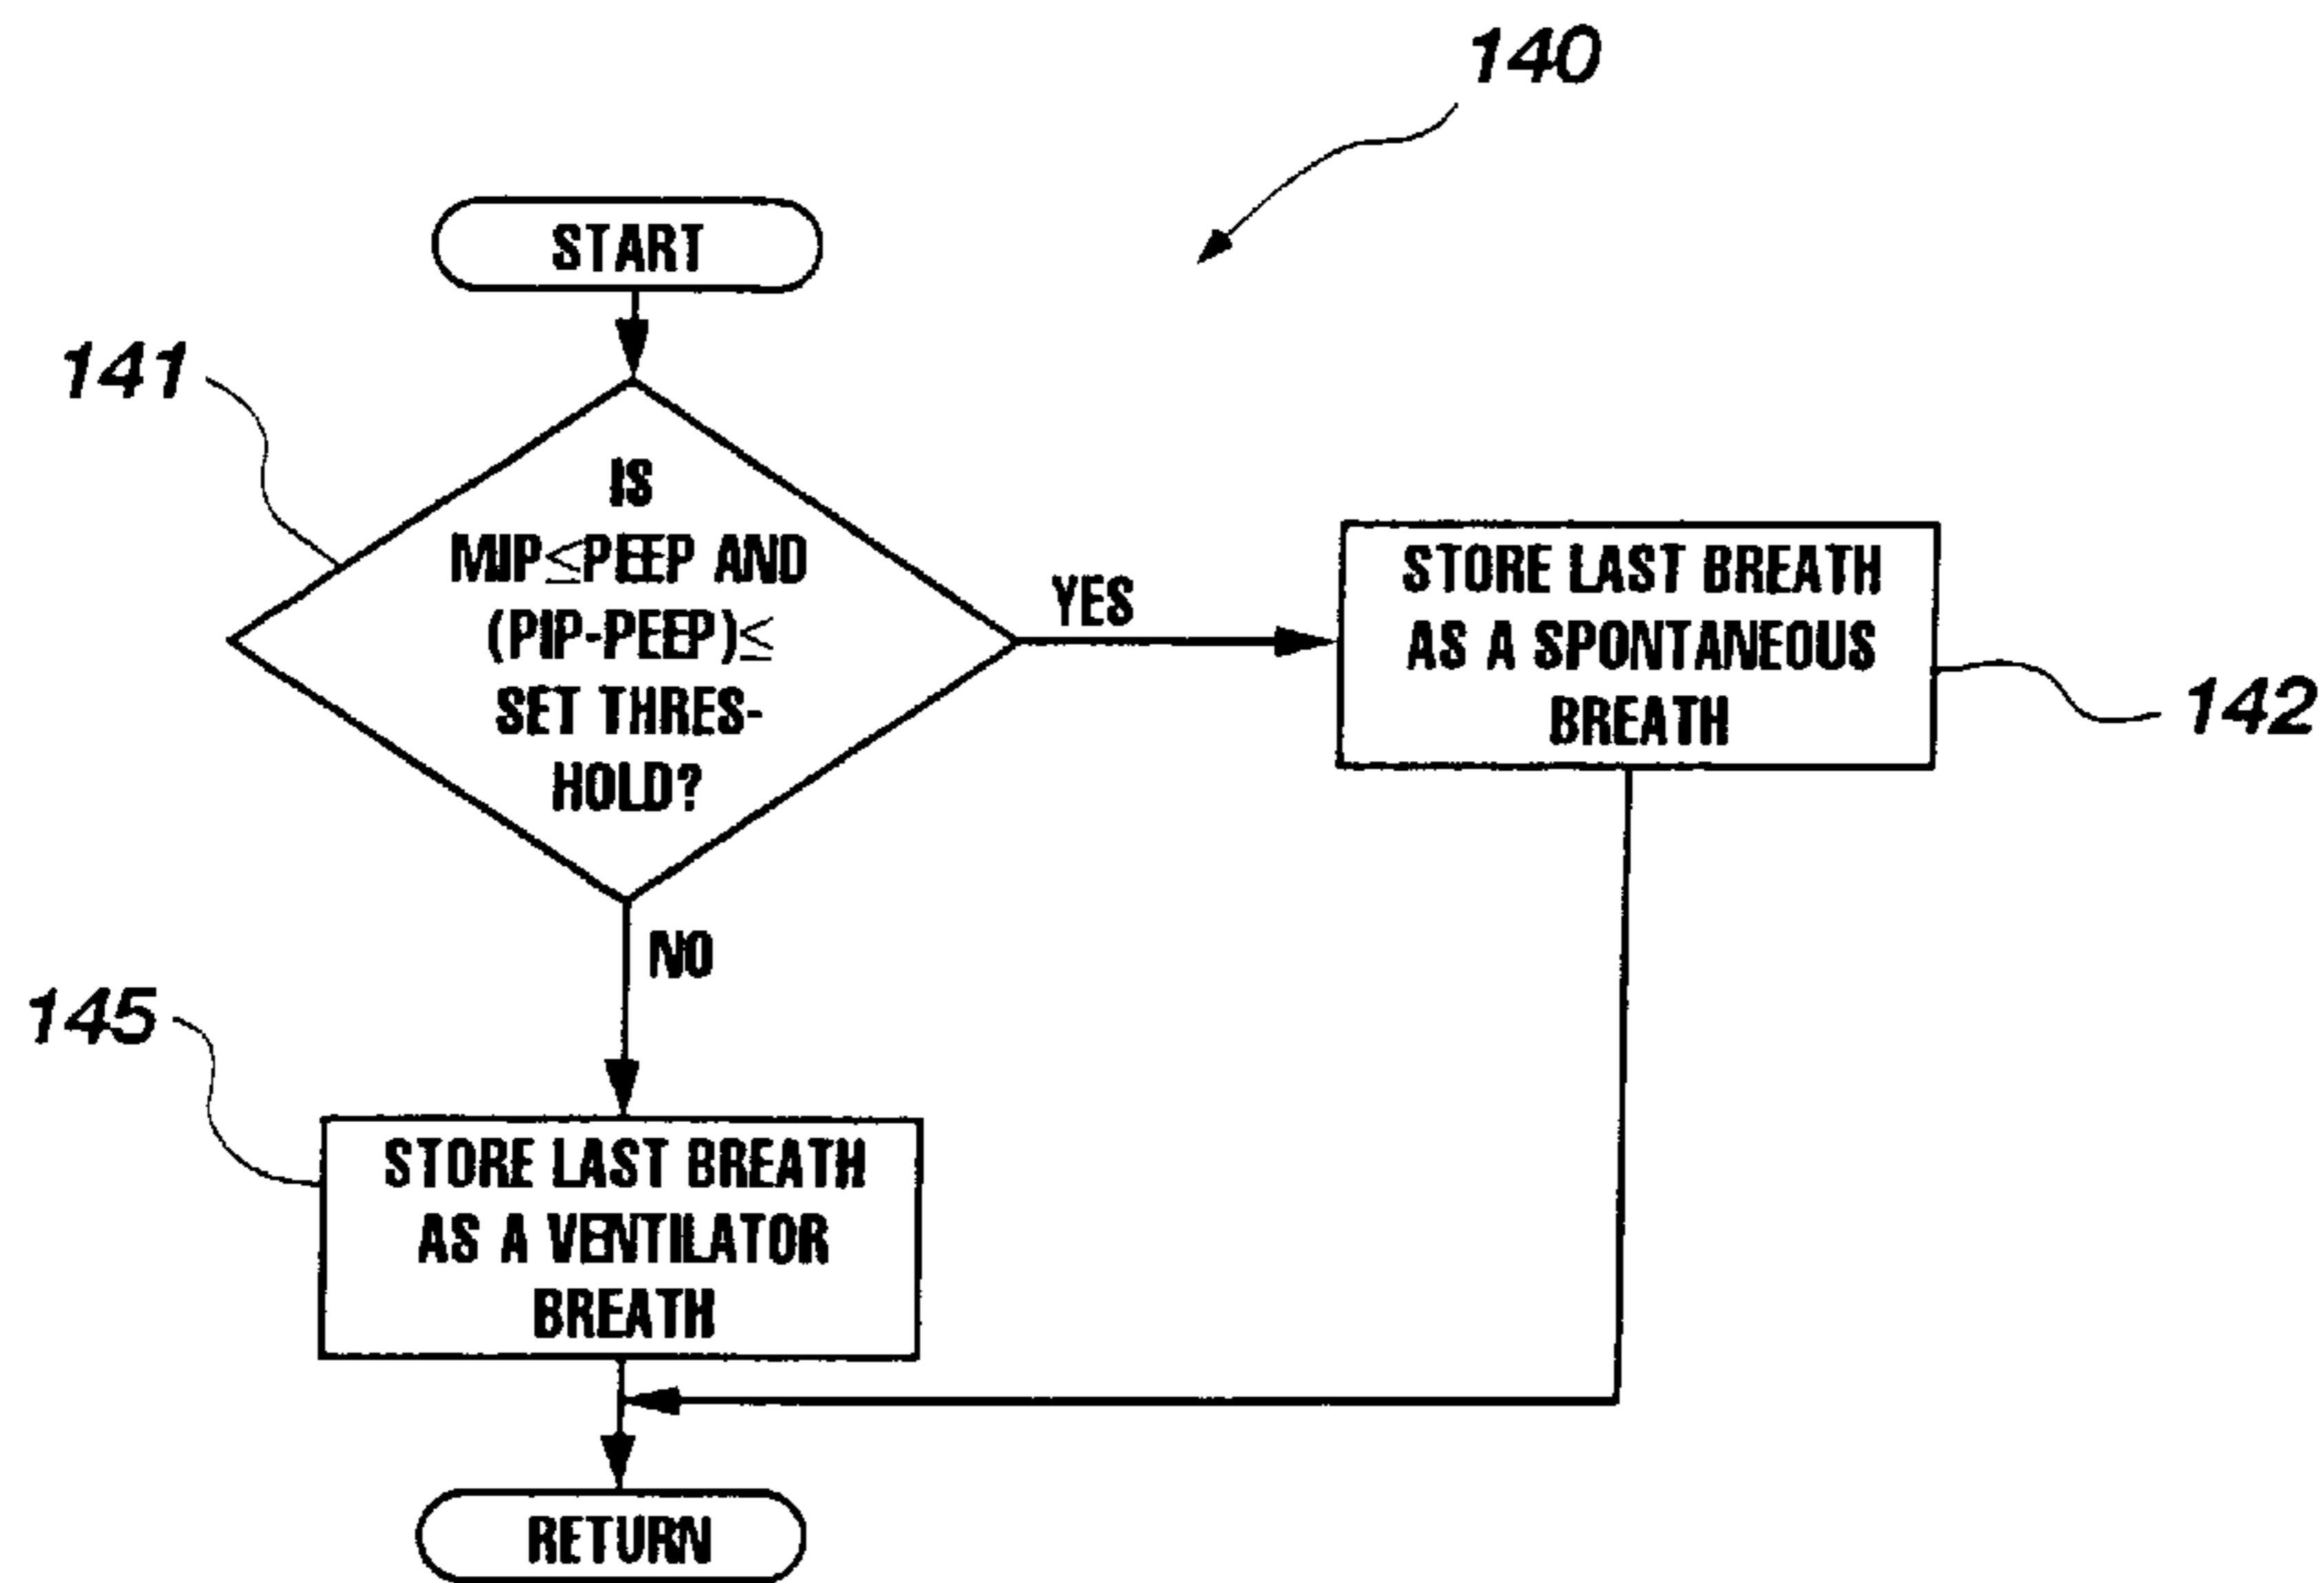 140
START
141
IS
MIP≤PEEP AND
(PIP-PEEP)≤
SET THRES-
HOLD?
YES
STORE LAST BREATH
AS A SPONTANEOUS
BREATH
142
NO
145
STORE LAST BREATH
AS A VENTILATOR
BREATH
RETURN